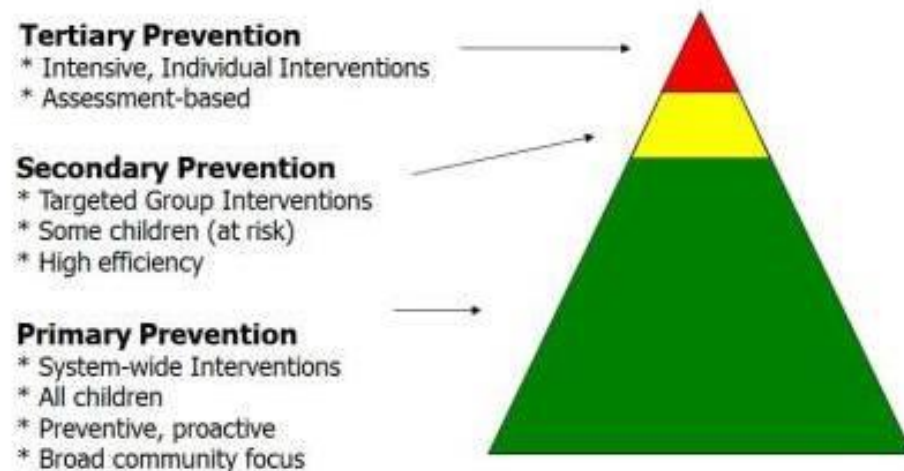 Tertiary Prevention
* Intensive, Individual Interventions
* Assessment-based
Secondary Prevention
* Targeted Group Interventions
* Some children (at risk)
* High efficiency
Primary Prevention
* System-wide Interventions
* All children
* Preventive, proactive
* Broad community focus